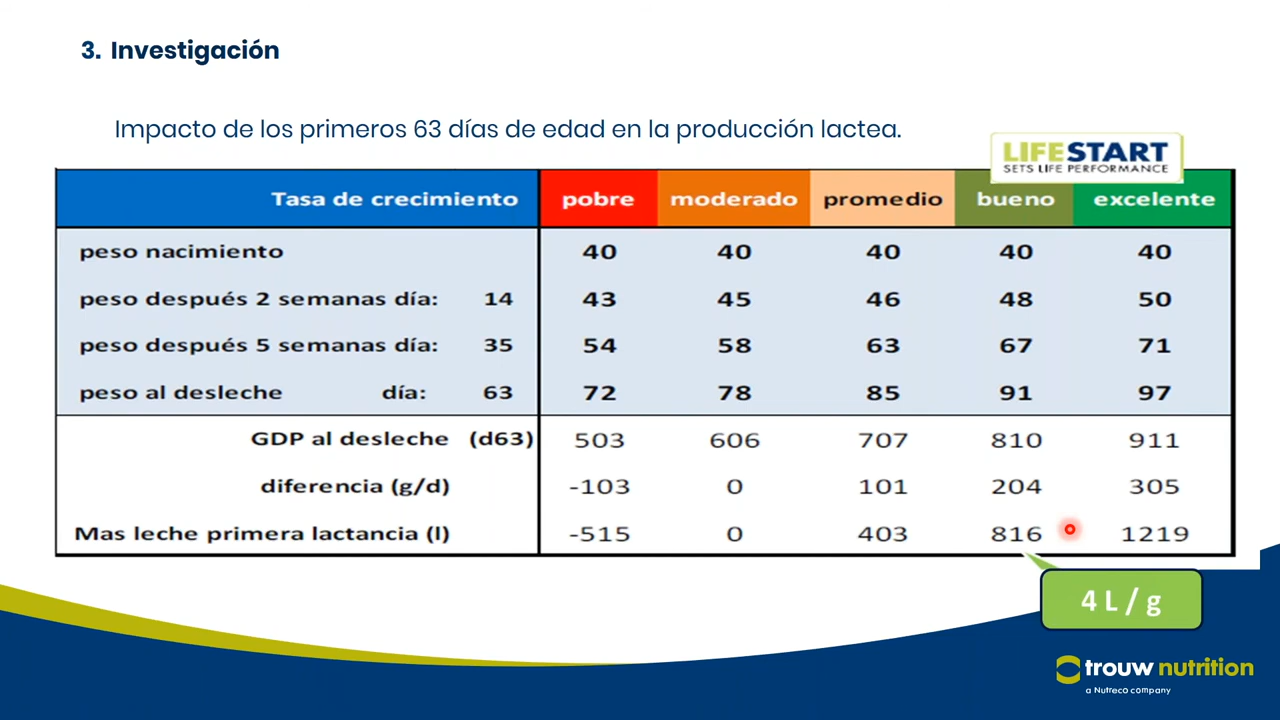 3. Investigación
Impacto de los primeros 63 días de edad en la producción lactea.
LIFESTART
SETS LIFE PERFORMANCE
Tasa de crecimiento pobre moderado promedio bueno excelente
peso nacimiento 40 40 40 40 40
peso después 2 semanas día: 14 43 45 46 48 50
peso después 5 semanas día: 35 54 58 63 67 71
peso al desleche día: 63 72 78 85 91 97
GDP al desleche (d63) 503 606 707 810 911
diferencia (g/d) -103 0 101 204 305
Mas leche primera lactancia (l) -515 0 403 816 1219
4 L / g
trouw nutrition
a Nutreco company